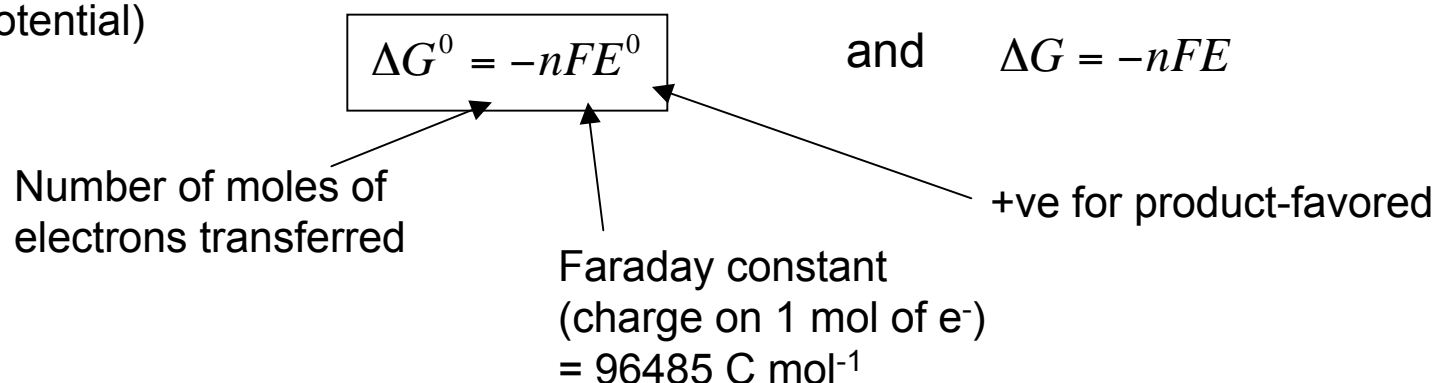 otential)
ΔG⁰ = −nFE⁰ and ΔG = −nFE
Number of moles of
electrons transferred
+ve for product-favored
Faraday constant
(charge on 1 mol of e⁻)
= 96485 C mol⁻¹